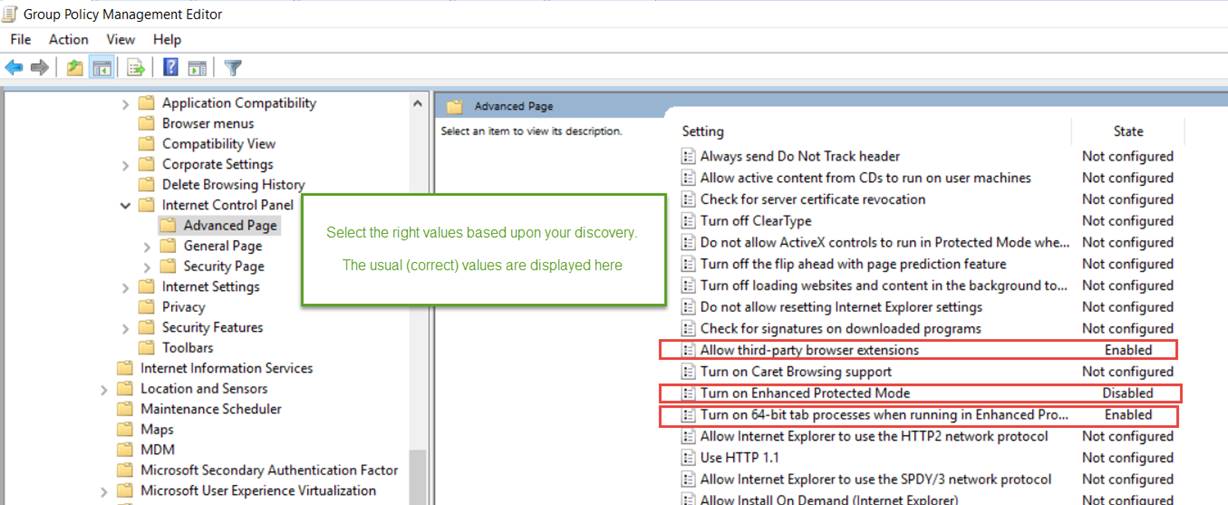 Group Policy Management Editor
File Action View Help
Application Compatibility
Browser menus
Compatibility View
Corporate Settings
Delete Browsing History
Internet Control Panel
Advanced Page
General Page
Security Page
Internet Settings
Privacy
Security Features
Toolbars
Internet Information Services
Location and Sensors
Maintenance Scheduler
Maps
MDM
Microsoft Secondary Authentication Factor
Microsoft User Experience Virtualization
Select the right values based upon your discovery.
The usual (correct) values are displayed here
Advanced Page
Select an item to view its description.
Setting State
Always send Do Not Track header Not configured
Allow active content from CDs to run on user machines Not configured
Check for server certificate revocation Not configured
Turn off ClearType Not configured
Do not allow ActiveX controls to run in Protected Mode whe... Not configured
Turn off the flip ahead with page prediction feature Not configured
Turn off loading websites and content in the background to... Not configured
Do not allow resetting Internet Explorer settings Not configured
Check for signatures on downloaded programs Not configured
Allow third-party browser extensions Enabled
Turn on Caret Browsing support Not configured
Turn on Enhanced Protected Mode Disabled
Turn on 64-bit tab processes when running in Enhanced Pro... Enabled
Allow Internet Explorer to use the HTTP2 network protocol Not configured
Use HTTP 1.1 Not configured
Allow Internet Explorer to use the SPDY/3 network protocol Not configured
Allow Install On Demand (Internet Explorer) Not configured